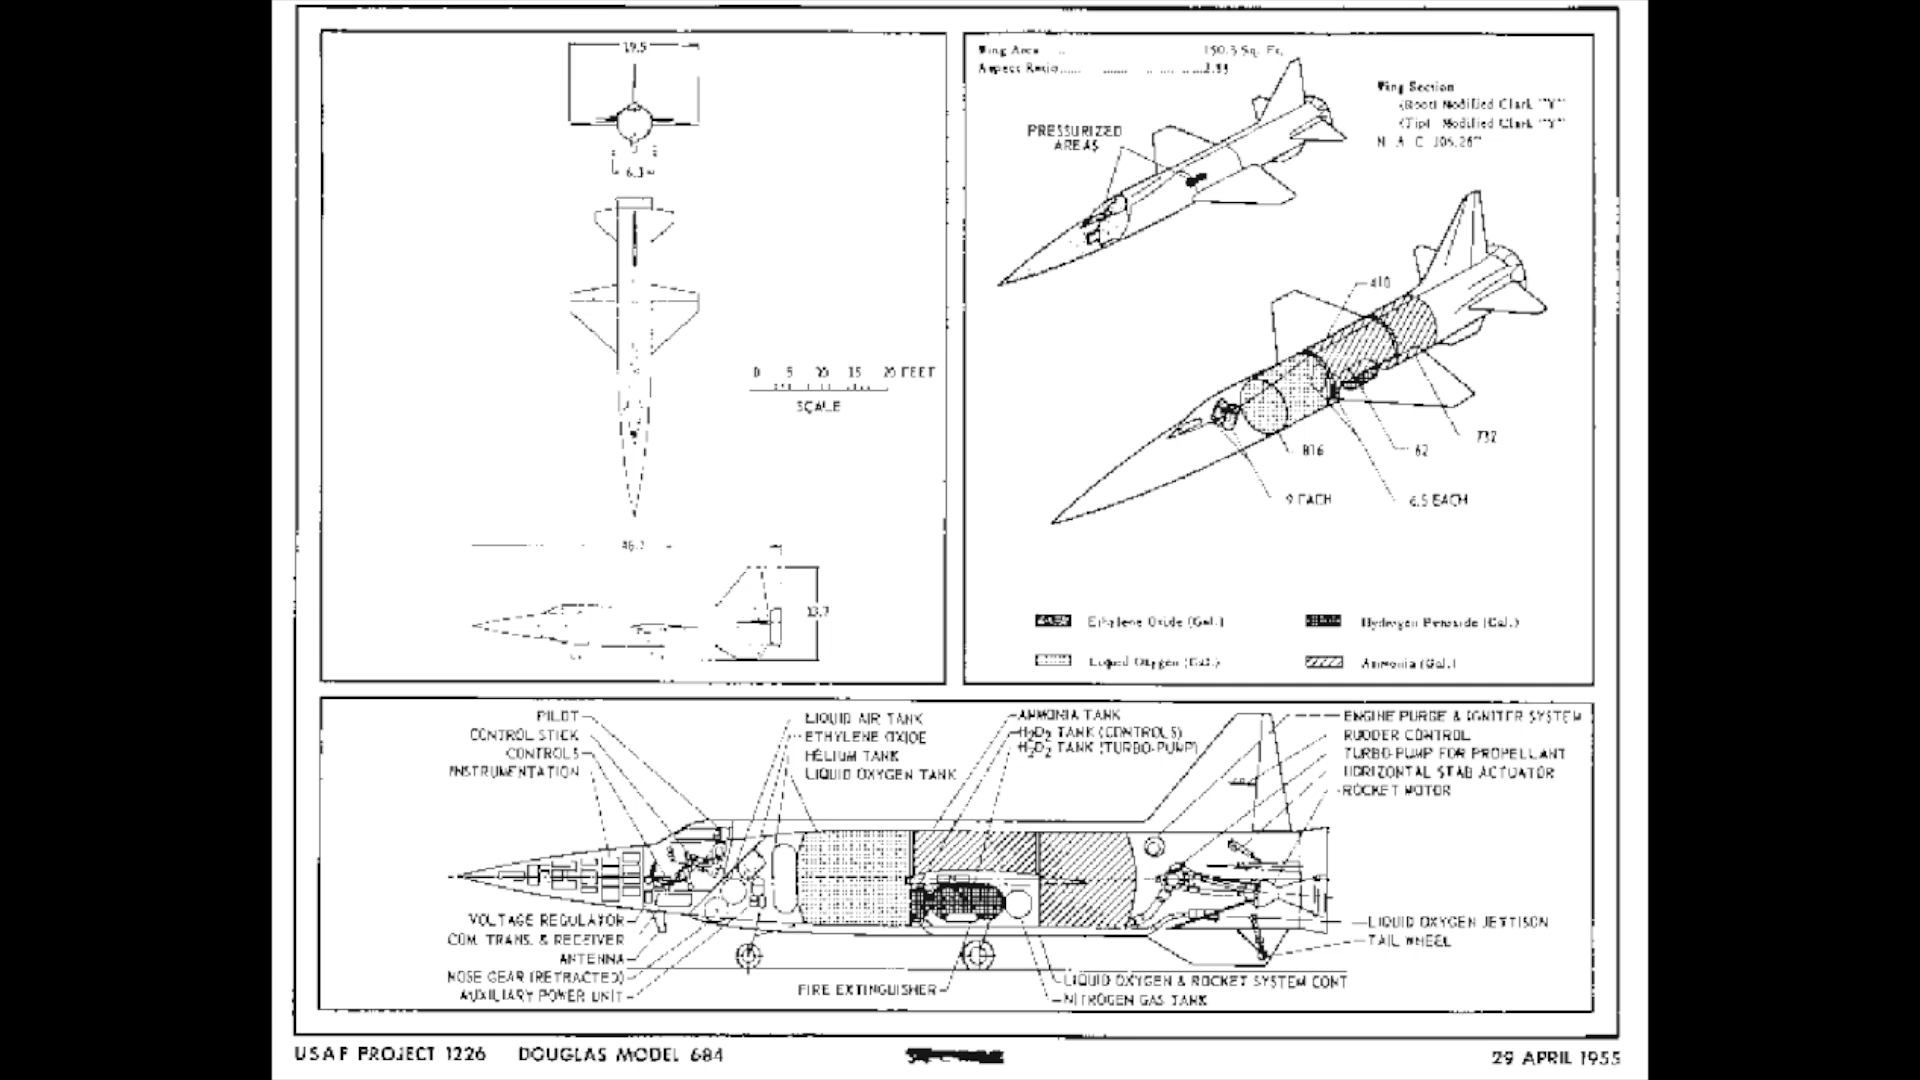 19.5
6.3
0 5 10 15 20 FEET
SCALE
46.7
13.7
Wing Area .. 150.3 Sq. Ft.
Aspect Ratio
Wing Section
(Root) Modified Clark "Y"
(Tip) Modified Clark "Y"
PRESSURIZED
AREAS
410
732
816
62
9 EACH
6.5 EACH
Ethylene Oxide (Gal.)
Hydrogen Peroxide (Gal.)
Liquid Oxygen (Gal.)
Ammonia (Gal.)
PILOT
CONTROL STICK
CONTROLS
INSTRUMENTATION
LIQUID AIR TANK
ETHYLENE OXIDE
HELIUM TANK
LIQUID OXYGEN TANK
AMMONIA TANK
H2O2 TANK (CONTROLS)
H2O2 TANK (TURBO-PUMP)
ENGINE PURGE & IGNITER SYSTEM
RUDDER CONTROL
TURBO-PUMP FOR PROPELLANT
HORIZONTAL STAB ACTUATOR
ROCKET MOTOR
VOLTAGE REGULATOR
COM. TRANS. & RECEIVER
ANTENNA
NOSE GEAR (RETRACTED)
AUXILIARY POWER UNIT
FIRE EXTINGUISHER
LIQUID OXYGEN & ROCKET SYSTEM CONT
NITROGEN GAS TANK
LIQUID OXYGEN JETTISON
TAIL WHEEL
USAF PROJECT 1226 DOUGLAS MODEL 684
29 APRIL 1955